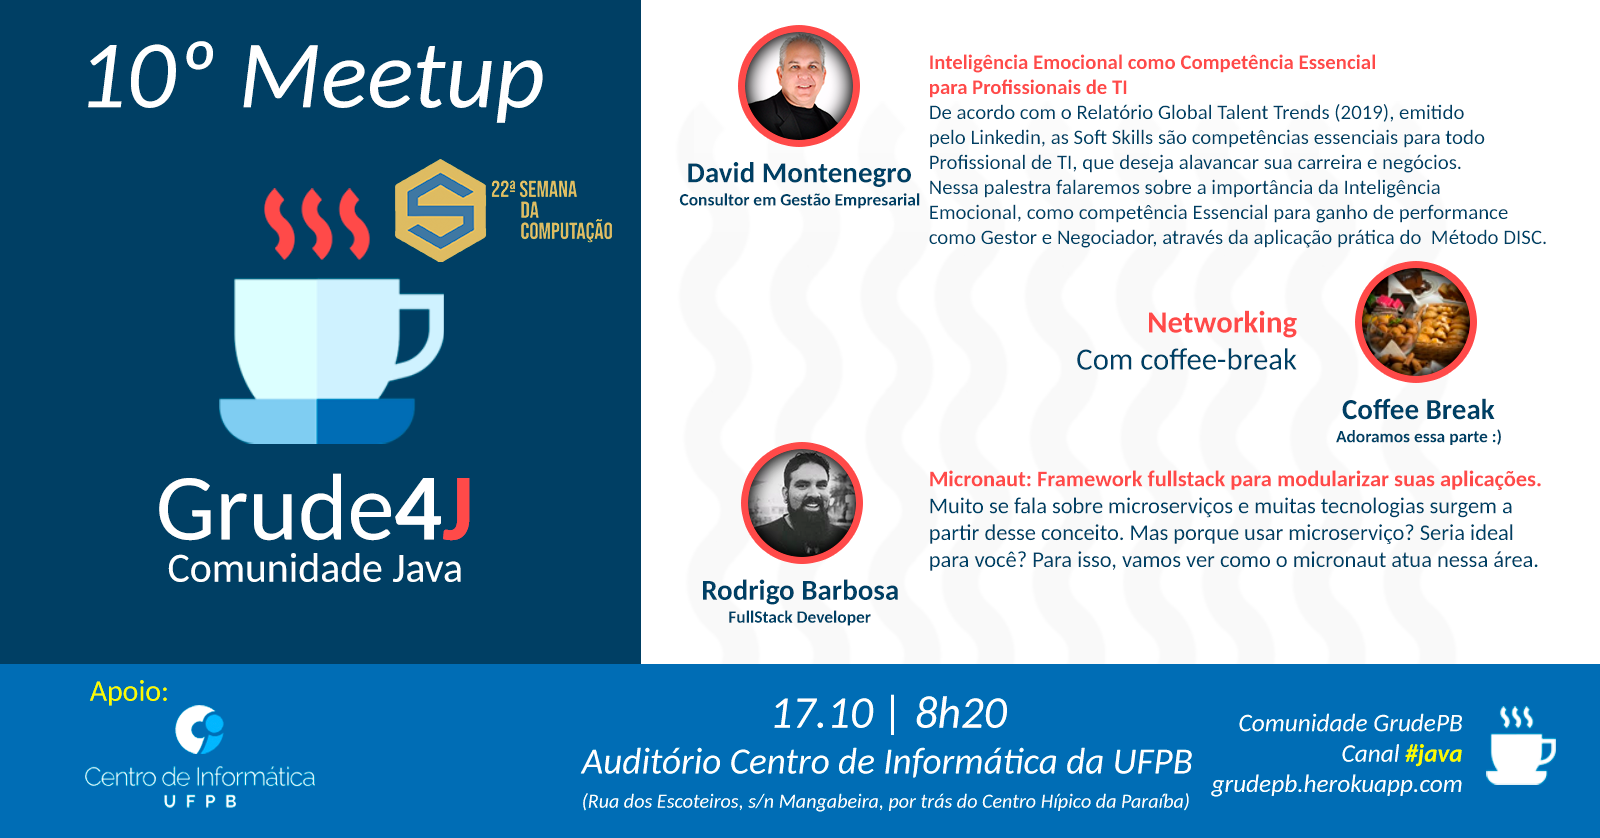 10º Meetup
22ª SEMANA
DA
COMPUTAÇÃO
Grude4J
Comunidade Java
David Montenegro
Consultor em Gestão Empresarial
Inteligência Emocional como Competência Essencial
para Profissionais de TI
De acordo com o Relatório Global Talent Trends (2019), emitido
pelo Linkedin, as Soft Skills são competências essenciais para todo
Profissional de TI, que deseja alavancar sua carreira e negócios.
Nessa palestra falaremos sobre a importância da Inteligência
Emocional, como competência Essencial para ganho de performance
como Gestor e Negociador, através da aplicação prática do  Método DISC.
Networking
Com coffee-break
Coffee Break
Adoramos essa parte :)
Rodrigo Barbosa
FullStack Developer
Micronaut: Framework fullstack para modularizar suas aplicações.
Muito se fala sobre microserviços e muitas tecnologias surgem a
partir desse conceito. Mas porque usar microserviço? Seria ideal
para você? Para isso, vamos ver como o micronaut atua nessa área.
Apoio:
Centro de Informática
UFPB
17.10 | 8h20
Auditório Centro de Informática da UFPB
(Rua dos Escoteiros, s/n Mangabeira, por trás do Centro Hípico da Paraíba)
Comunidade GrudePB
Canal #java
grudepb.herokuapp.com